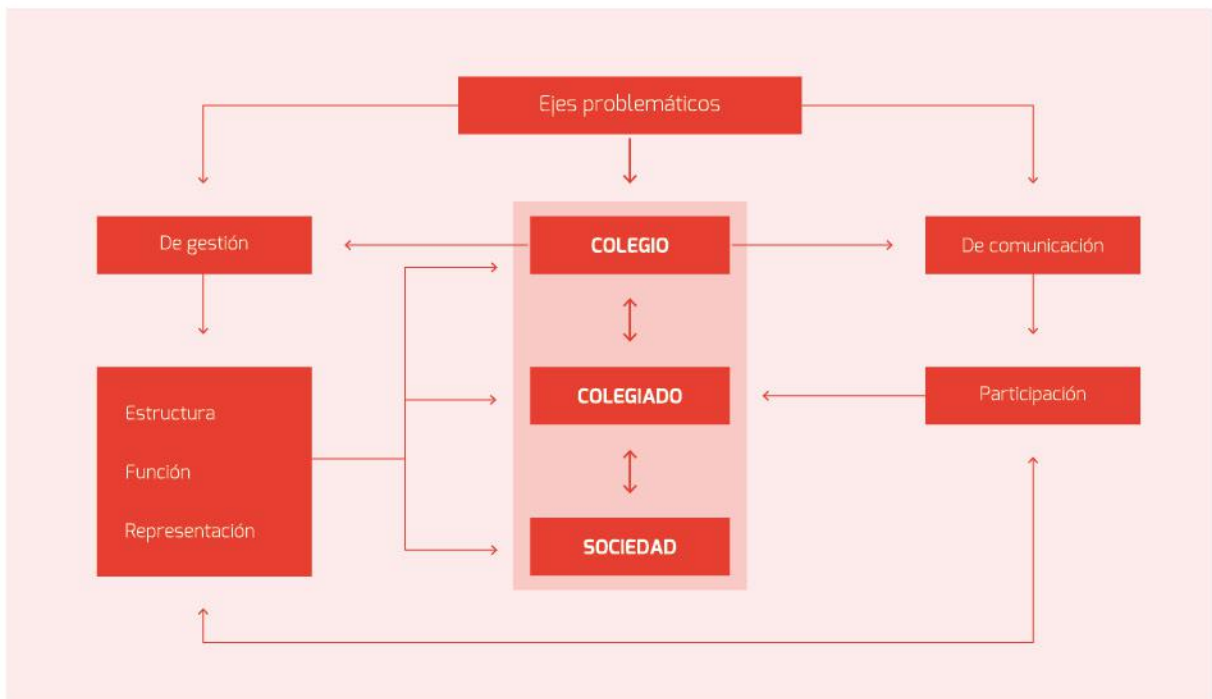 Ejes problemáticos
De gestión
COLEGIO
De comunicación
Estructura
Función
Representación
COLEGIADO
Participación
SOCIEDAD